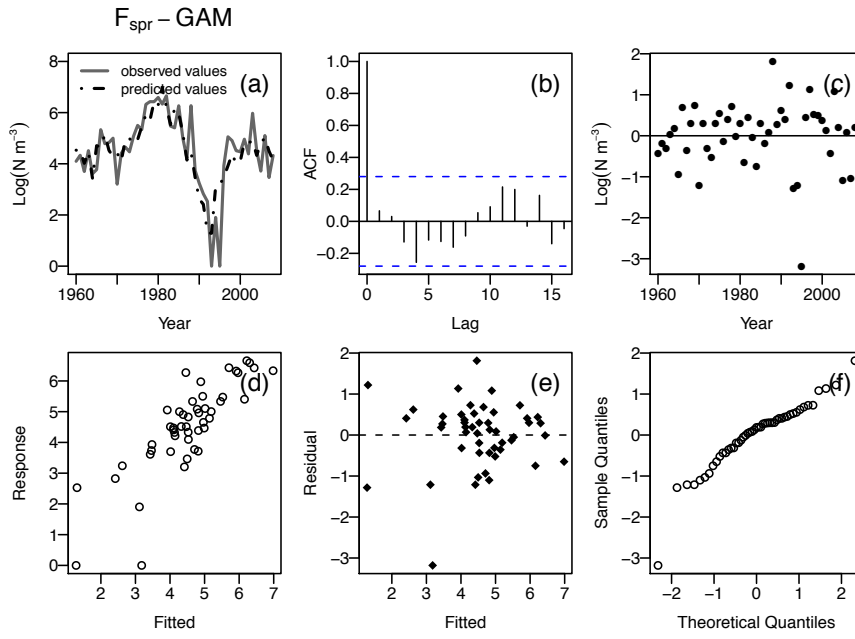 F_spr – GAM
observed values
predicted values
(a)
Log(N m⁻³)
8
6
4
2
0
1960 1980 2000
Year
(b)
ACF
1.0
0.8
0.6
0.4
0.2
0.0
−0.2
0 5 10 15
Lag
(c)
Log(N m⁻³)
2
1
0
−1
−2
−3
1960 1980 2000
Year
(d)
Response
6
5
4
3
2
1
0
2 3 4 5 6 7
Fitted
(e)
Residual
2
1
0
−1
−2
−3
2 3 4 5 6 7
Fitted
(f)
Sample Quantiles
2
1
0
−1
−2
−3
−2 −1 0 1 2
Theoretical Quantiles